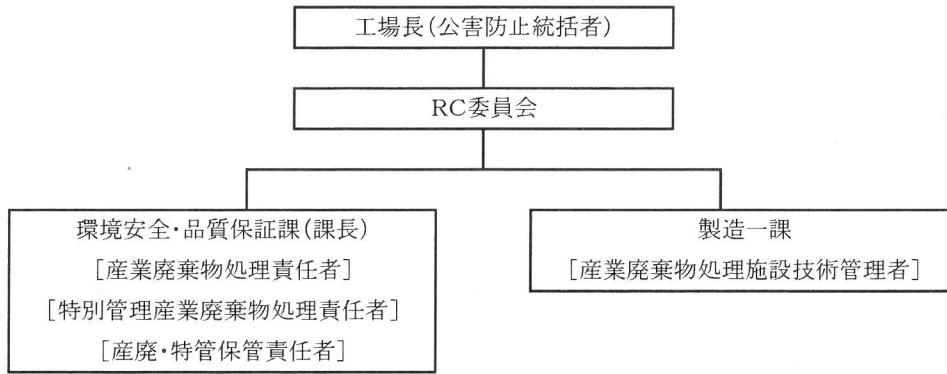 工場長(公害防止統括者)
RC委員会
環境安全・品質保証課(課長)
[産業廃棄物処理責任者]
[特別管理産業廃棄物処理責任者]
[産廃・特管保管責任者]
製造一課
[産業廃棄物処理施設技術管理者]